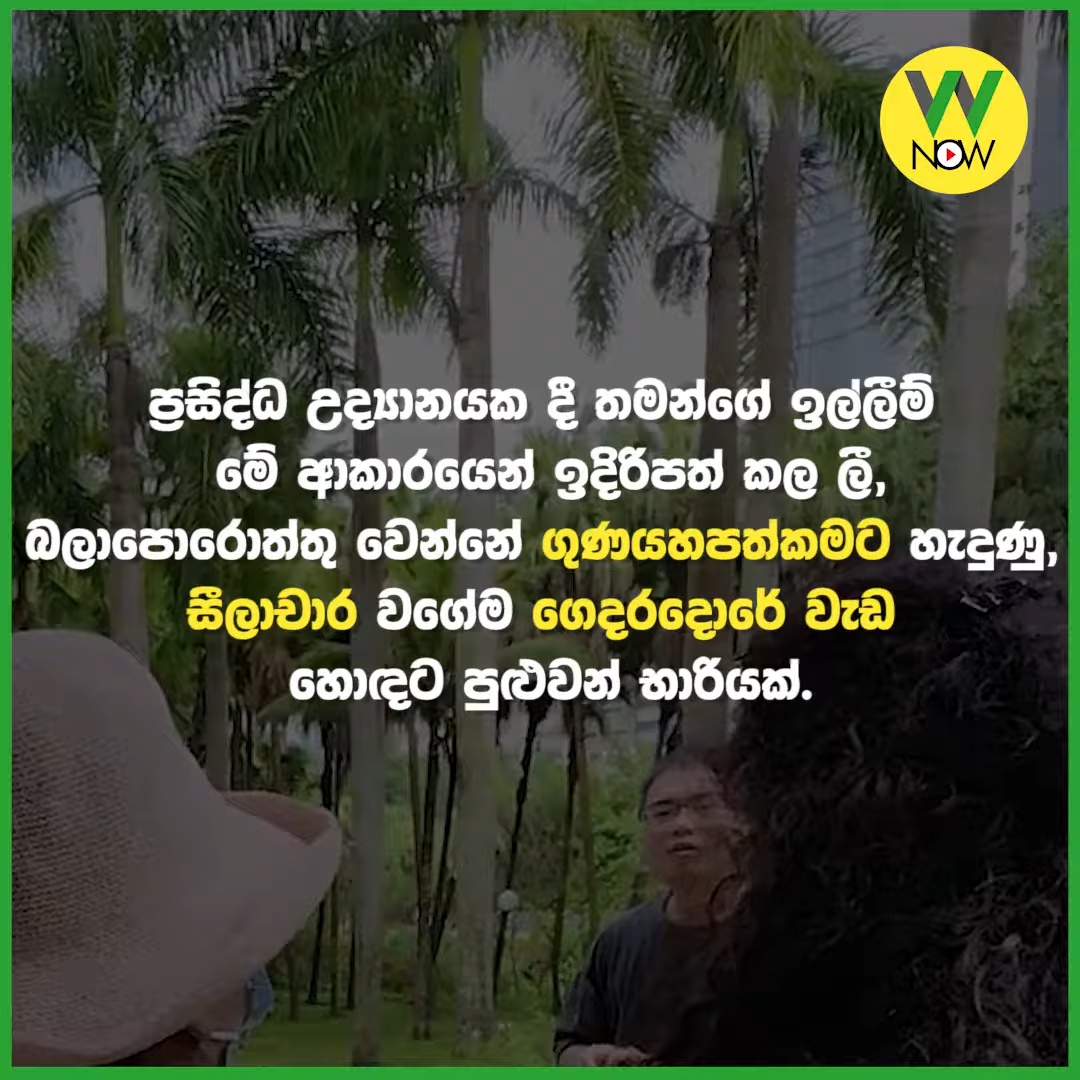 W
NOW
ප්‍රසිද්ධ උද්‍යානයක දී තමන්ගේ ඉල්ලීම්
මේ ආකාරයෙන් ඉදිරිපත් කල ලී,
බලාපොරොත්තු වෙන්නේ ගුණයහපත්කමට හැදුණු,
සීලාචාර වගේම ගෙදරදොරේ වැඩ
හොඳට පුළුවන් භාරියක්.